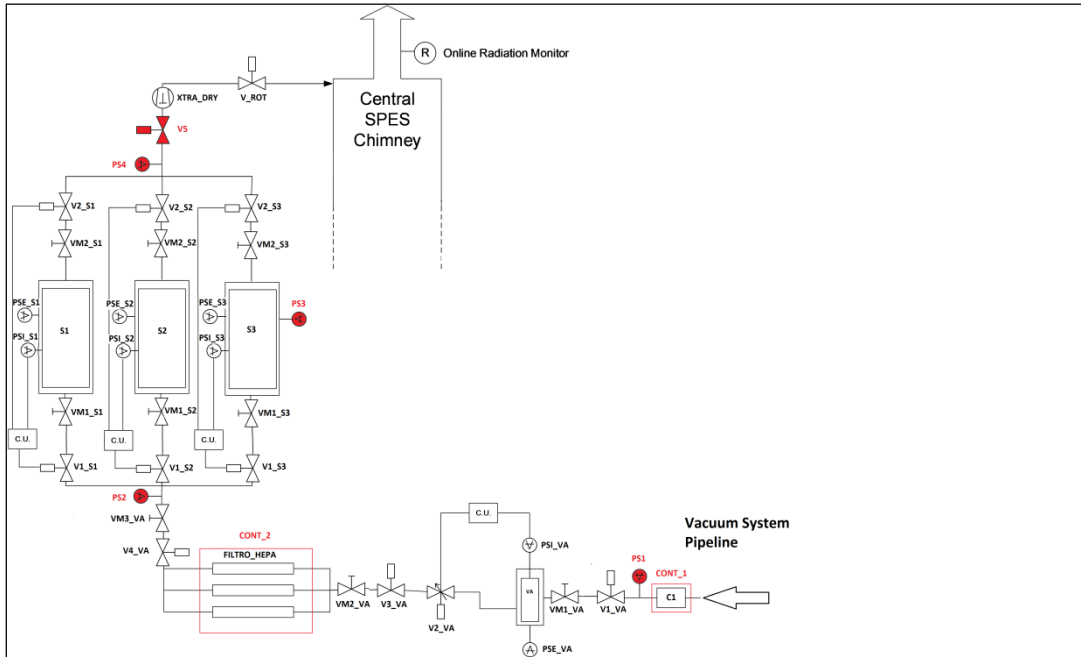 R Online Radiation Monitor
XTRA_DRY
V_ROT
Central
SPES
Chimney
V5
PS4
V2_S1
V2_S2
V2_S3
VM2_S1
VM2_S2
VM2_S3
PSE_S1
PSE_S2
PSE_S3
PS3
S1
S2
S3
PSI_S1
PSI_S2
PSI_S3
VM1_S1
VM1_S2
VM1_S3
C.U.
C.U.
C.U.
V1_S1
V1_S2
V1_S3
PS2
VM3_VA
V4_VA
CONT_2
FILTRO_HEPA
VM2_VA
V3_VA
V2_VA
C.U.
PSI_VA
VA
PSE_VA
VM1_VA
V1_VA
PS1
CONT_1
C1
Vacuum System
Pipeline